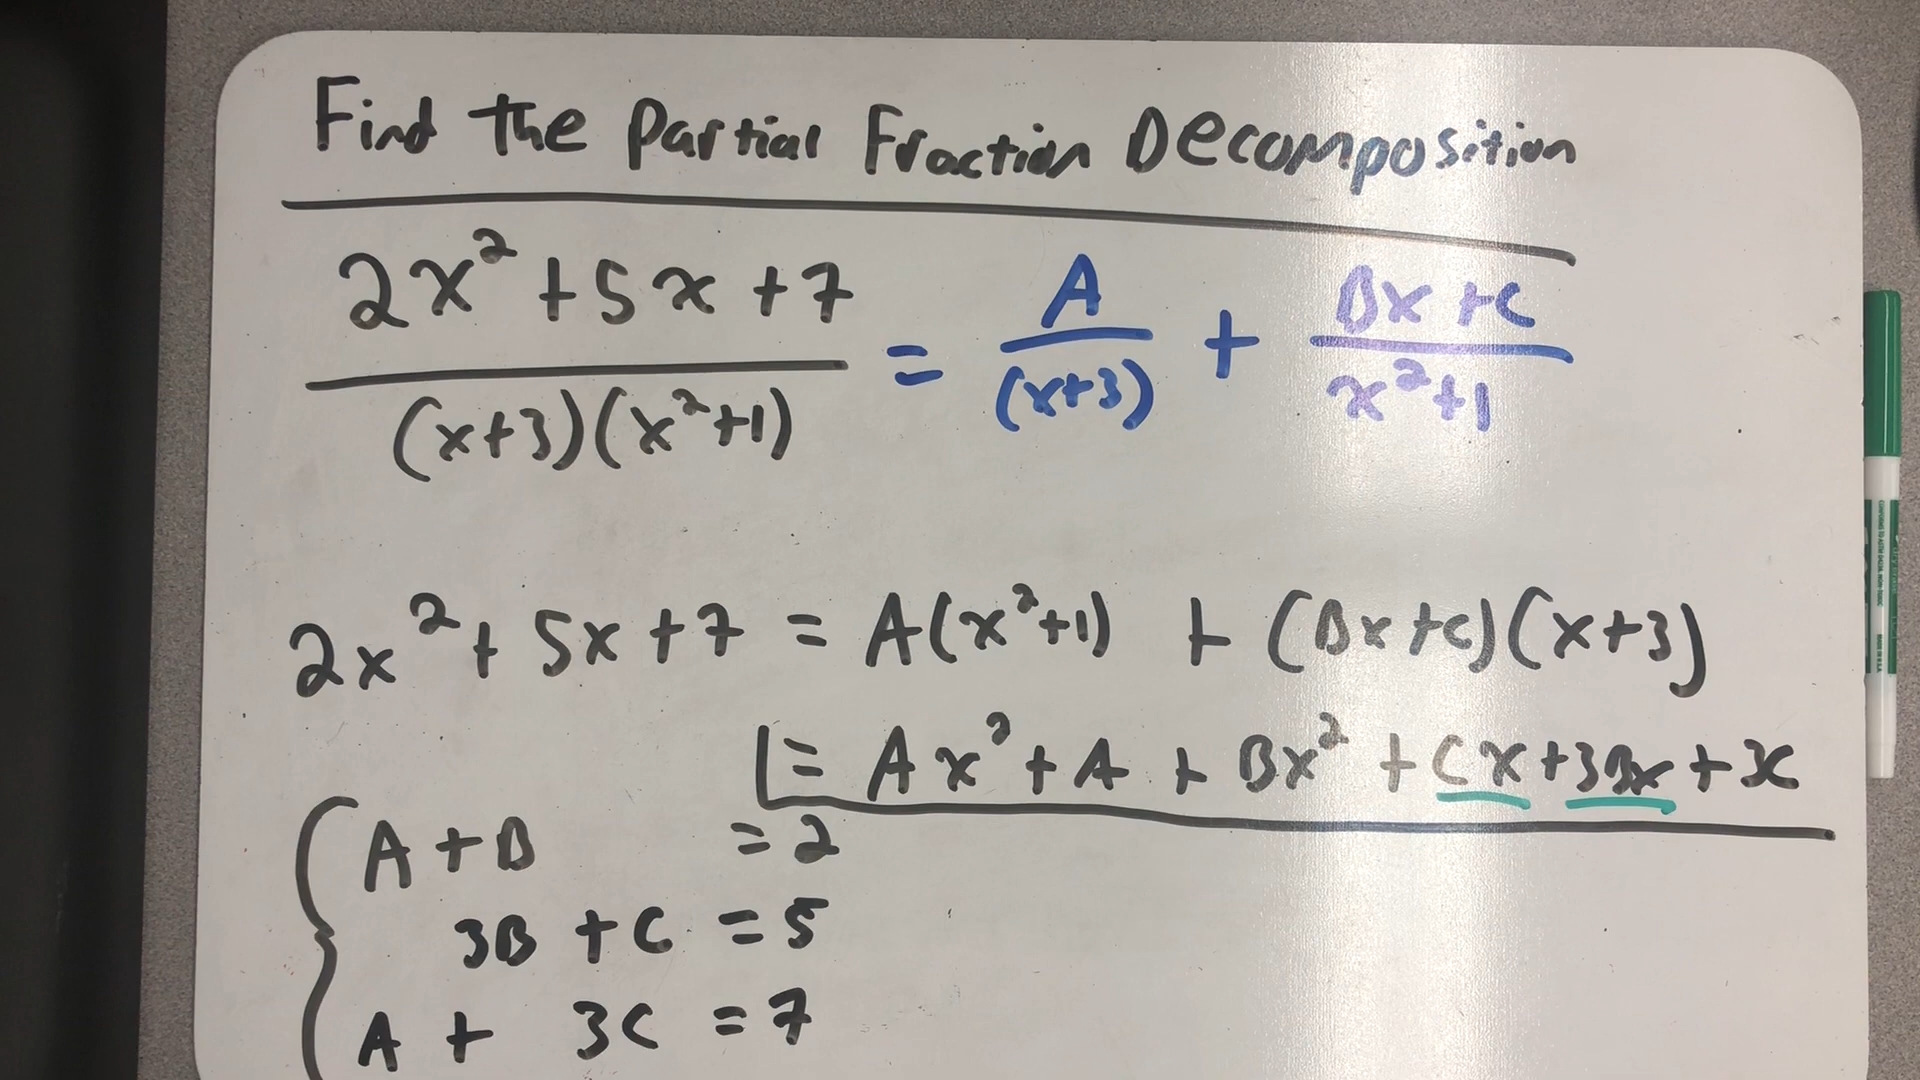 Find the Partial Fraction Decomposition
2x² + 5x + 7 / (x+3)(x²+1) = A / (x+3) + Bx + C / x²+1
2x² + 5x + 7 = A(x²+1) + (Bx+C)(x+3)
= Ax² + A + Bx² + Cx + 3Bx + 3C
A + B = 2
3B + C = 5
A + 3C = 7